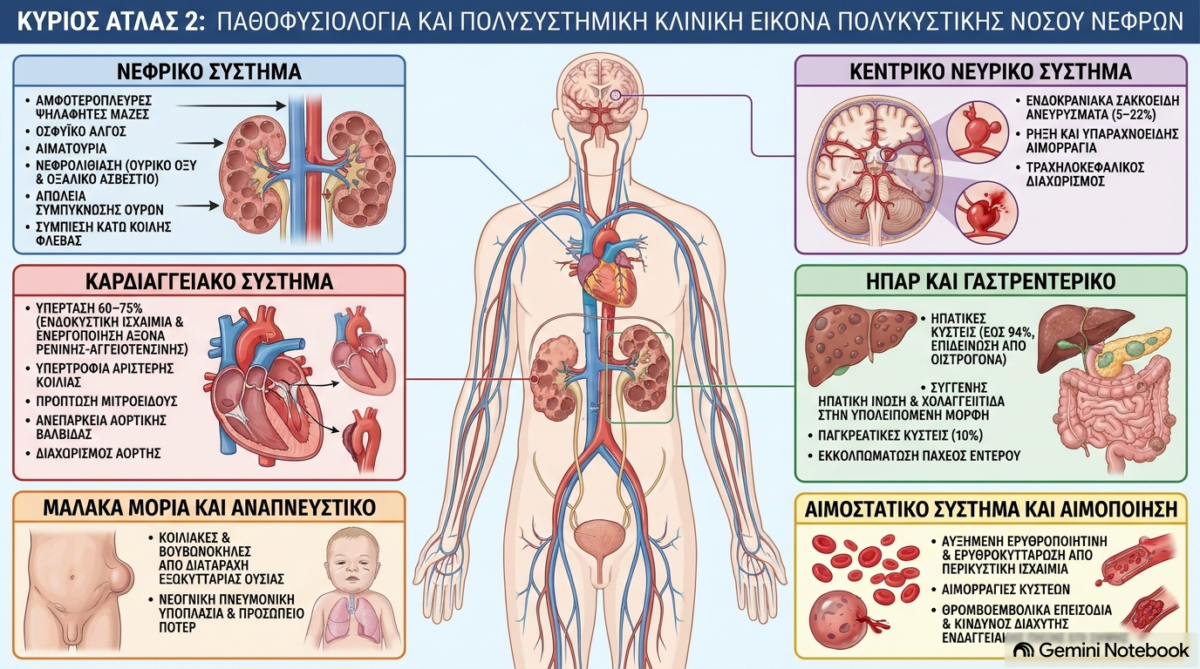 ΚΥΡΙΟΣ ΑΤΛΑΣ 2: ΠΑΘΟΦΥΣΙΟΛΟΓΙΑ ΚΑΙ ΠΟΛΥΣΥΣΤΗΜΙΚΗ ΚΛΙΝΙΚΗ ΕΙΚΟΝΑ ΠΟΛΥΚΥΣΤΙΚΗΣ ΝΟΣΟΥ ΝΕΦΡΩΝ
ΝΕΦΡΙΚΟ ΣΥΣΤΗΜΑ
• ΑΜΦΟΤΕΡΟΠΛΕΥΡΕΣ
ΨΗΛΑΦΗΤΕΣ ΜΑΖΕΣ
• ΟΣΦΥΪΚΟ ΑΛΓΟΣ
• ΑΙΜΑΤΟΥΡΙΑ
• ΝΕΦΡΟΛΙΘΙΑΣΗ (ΟΥΡΙΚΟ ΟΞΥ
& ΟΞΑΛΙΚΟ ΑΣΒΕΣΤΙΟ)
• ΑΠΩΛΕΙΑ
ΣΥΜΠΥΚΝΩΣΗΣ ΟΥΡΩΝ
• ΣΥΜΠΙΕΣΗ ΚΑΤΩ ΚΟΙΛΗΣ
ΦΛΕΒΑΣ
ΚΑΡΔΙΑΓΓΕΙΑΚΟ ΣΥΣΤΗΜΑ
• ΥΠΕΡΤΑΣΗ 60–75%
(ΕΝΔΟΚΥΣΤΙΚΗ ΙΣΧΑΙΜΙΑ &
ΕΝΕΡΓΟΠΟΙΗΣΗ ΑΞΟΝΑ
ΡΕΝΙΝΗΣ-ΑΓΓΕΙΟΤΕΝΣΙΝΗΣ)
• ΥΠΕΡΤΡΟΦΙΑ ΑΡΙΣΤΕΡΗΣ
ΚΟΙΛΙΑΣ
• ΠΡΟΠΤΩΣΗ ΜΙΤΡΟΕΙΔΟΥΣ
• ΑΝΕΠΑΡΚΕΙΑ ΑΟΡΤΙΚΗΣ
ΒΑΛΒΙΔΑΣ
• ΔΙΑΧΩΡΙΣΜΟΣ ΑΟΡΤΗΣ
ΜΑΛΑΚΑ ΜΟΡΙΑ ΚΑΙ ΑΝΑΠΝΕΥΣΤΙΚΟ
• ΚΟΙΛΙΑΚΕΣ &
ΒΟΥΒΩΝΟΚΗΛΕΣ
ΑΠΟ ΔΙΑΤΑΡΑΧΗ
ΕΞΩΚΥΤΤΑΡΙΑΣ ΟΥΣΙΑΣ
• ΝΕΟΓΝΙΚΗ ΠΝΕΥΜΟΝΙΚΗ
ΥΠΟΠΛΑΣΙΑ & ΠΡΟΣΩΠΕΙΟ
ΠΟΤΕΡ
ΚΕΝΤΡΙΚΟ ΝΕΥΡΙΚΟ ΣΥΣΤΗΜΑ
• ΕΝΔΟΚΡΑΝΙΑΚΑ ΣΑΚΚΟΕΙΔΗ
ΑΝΕΥΡΥΣΜΑΤΑ (5–22%)
• ΡΗΞΗ ΚΑΙ ΥΠΑΡΑΧΝΟΕΙΔΗΣ
ΑΙΜΟΡΡΑΓΙΑ
• ΤΡΑΧΗΛΟΚΕΦΑΛΙΚΟΣ
ΔΙΑΧΩΡΙΣΜΟΣ
ΗΠΑΡ ΚΑΙ ΓΑΣΤΡΕΝΤΕΡΙΚΟ
• ΗΠΑΤΙΚΕΣ
ΚΥΣΤΕΙΣ (ΕΩΣ 94%,
ΕΠΙΔΕΙΝΩΣΗ ΑΠΟ
ΟΙΣΤΡΟΓΟΝΑ)
• ΣΥΓΓΕΝΗΣ
ΗΠΑΤΙΚΗ ΙΝΩΣΗ & ΧΟΛΑΓΓΕΙΙΤΙΔΑ
ΣΤΗΝ ΥΠΟΛΕΙΠΟΜΕΝΗ ΜΟΡΦΗ
• ΠΑΓΚΡΕΑΤΙΚΕΣ ΚΥΣΤΕΙΣ (10%)
• ΕΚΚΟΛΠΩΜΑΤΩΣΗ ΠΑΧΕΟΣ ΕΝΤΕΡΟΥ
ΑΙΜΟΣΤΑΤΙΚΟ ΣΥΣΤΗΜΑ ΚΑΙ ΑΙΜΟΠΟΙΗΣΗ
• ΑΥΞΗΜΕΝΗ ΕΡΥΘΡΟΠΟΙΗΤΙΝΗ
& ΕΡΥΘΡΟΚΥΤΤΑΡΩΣΗ ΑΠΟ
ΠΕΡΙΚΥΣΤΙΚΗ ΙΣΧΑΙΜΙΑ
• ΑΙΜΟΡΡΑΓΙΕΣ ΚΥΣΤΕΩΝ
• ΘΡΟΜΒΟΕΜΒΟΛΙΚΑ ΕΠΕΙΣΟΔΙΑ
& ΚΙΝΔΥΝΟΣ ΔΙΑΧΥΤΗΣ
Gemini Notebook